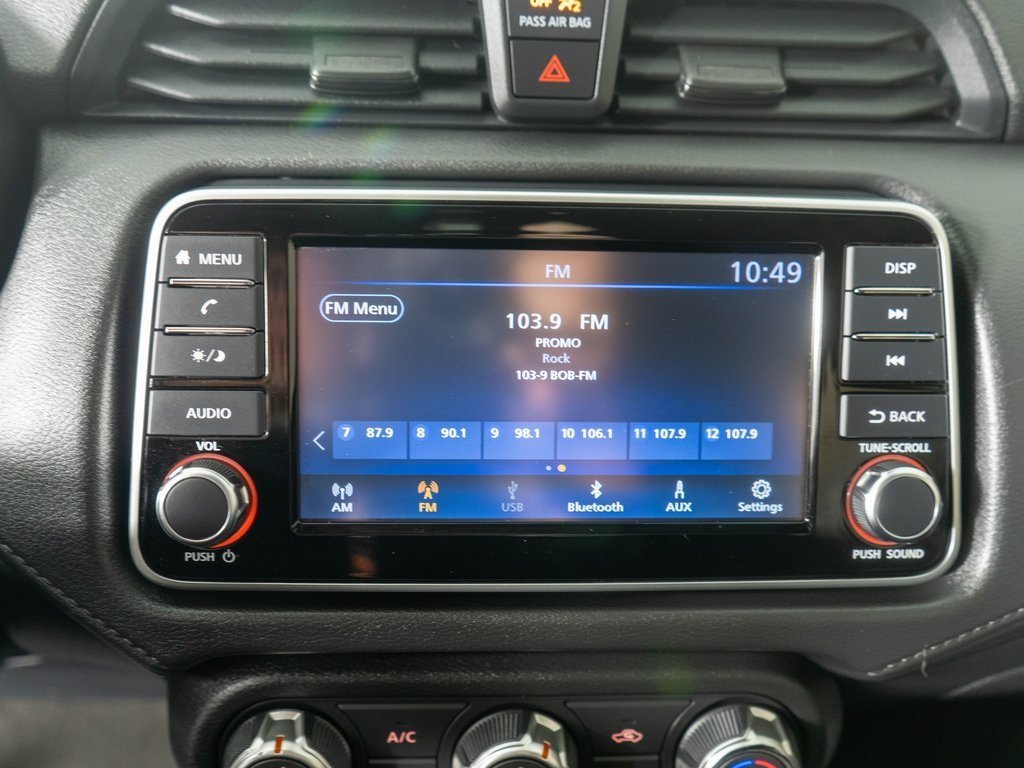 OFF 2
PASS AIR BAG
MENU
AUDIO
VOL
PUSH
FM
10:49
FM Menu
103.9 FM
PROMO
Rock
103-9 BOB-FM
7 87.9 8 90.1 9 98.1 10 106.1 11 107.9 12 107.9
AM FM USB Bluetooth AUX Settings
DISP
BACK
TUNE-SCROLL
PUSH SOUND
A/C